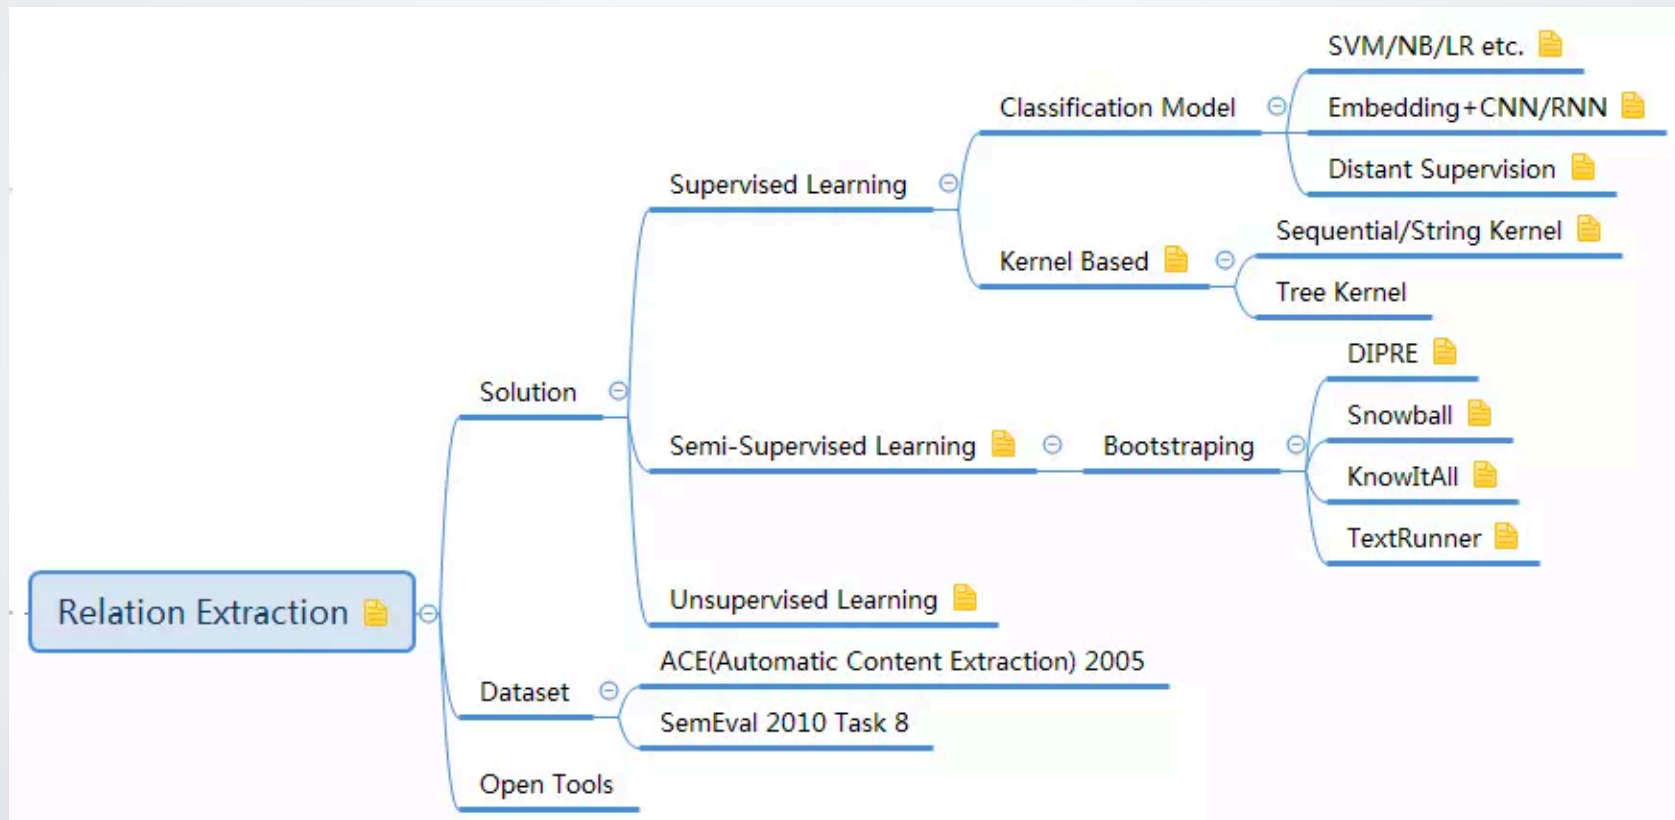 SVM/NB/LR etc.
Classification Model
Embedding+CNN/RNN
Supervised Learning
Distant Supervision
Sequential/String Kernel
Kernel Based
Tree Kernel
DIPRE
Solution
Snowball
Semi-Supervised Learning
Bootstraping
KnowItAll
TextRunner
Unsupervised Learning
Relation Extraction
ACE(Automatic Content Extraction) 2005
Dataset
SemEval 2010 Task 8
Open Tools